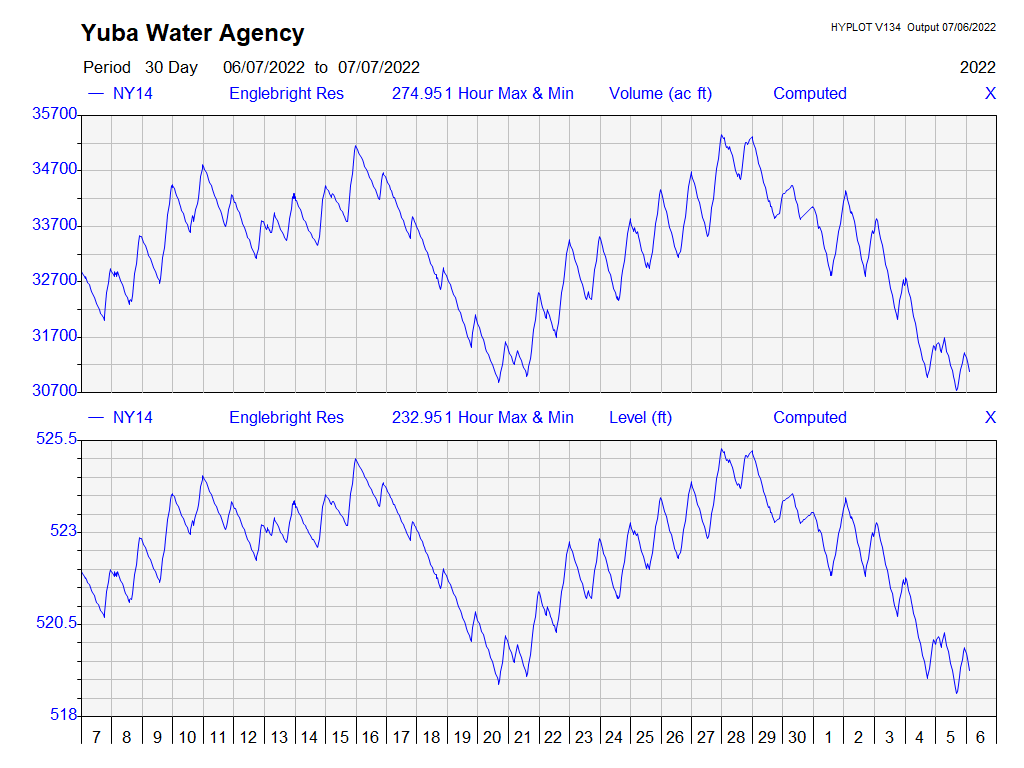 Yuba Water Agency
HYPLOT V134 Output 07/06/2022
Period 30 Day 06/07/2022 to 07/07/2022 2022
NY14 Englebright Res 274.951 Hour Max & Min Volume (ac ft) Computed X
35700
34700
33700
32700
31700
30700
NY14 Englebright Res 232.951 Hour Max & Min Level (ft) Computed X
525.5
523
520.5
518
7 8 9 10 11 12 13 14 15 16 17 18 19 20 21 22 23 24 25 26 27 28 29 30 1 2 3 4 5 6